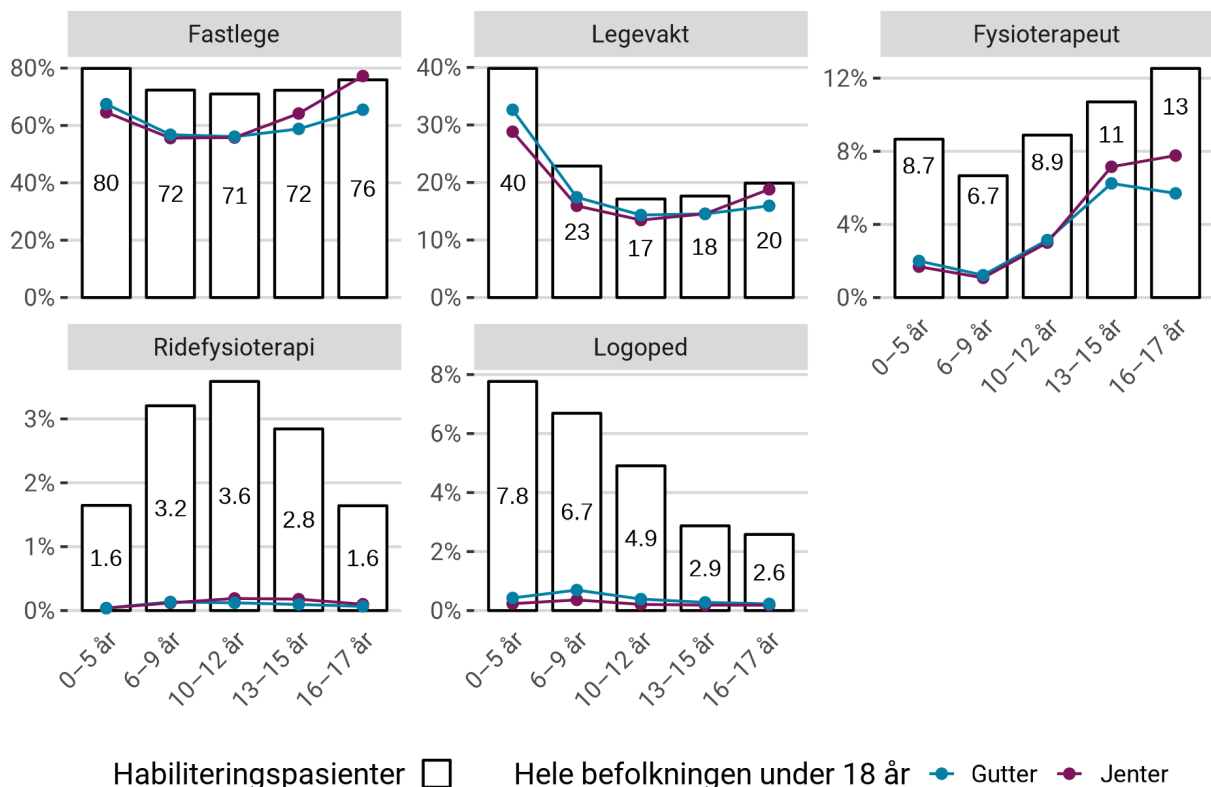 Fastlege
Legevakt
Fysioterapeut
80%
60%
40%
20%
0%
80
72
71
72
76
40%
30%
20%
10%
0%
40
23
17
18
20
12%
8%
4%
0%
8.7
6.7
8.9
11
13
0–5 år
6–9 år
10–12 år
13–15 år
16–17 år
Ridefysioterapi
Logoped
3%
2%
1%
0%
1.6
3.2
3.6
2.8
1.6
0–5 år
6–9 år
10–12 år
13–15 år
16–17 år
8%
6%
4%
2%
0%
7.8
6.7
4.9
2.9
2.6
0–5 år
6–9 år
10–12 år
13–15 år
16–17 år
Habiliteringspasienter Hele befolkningen under 18 år Gutter Jenter